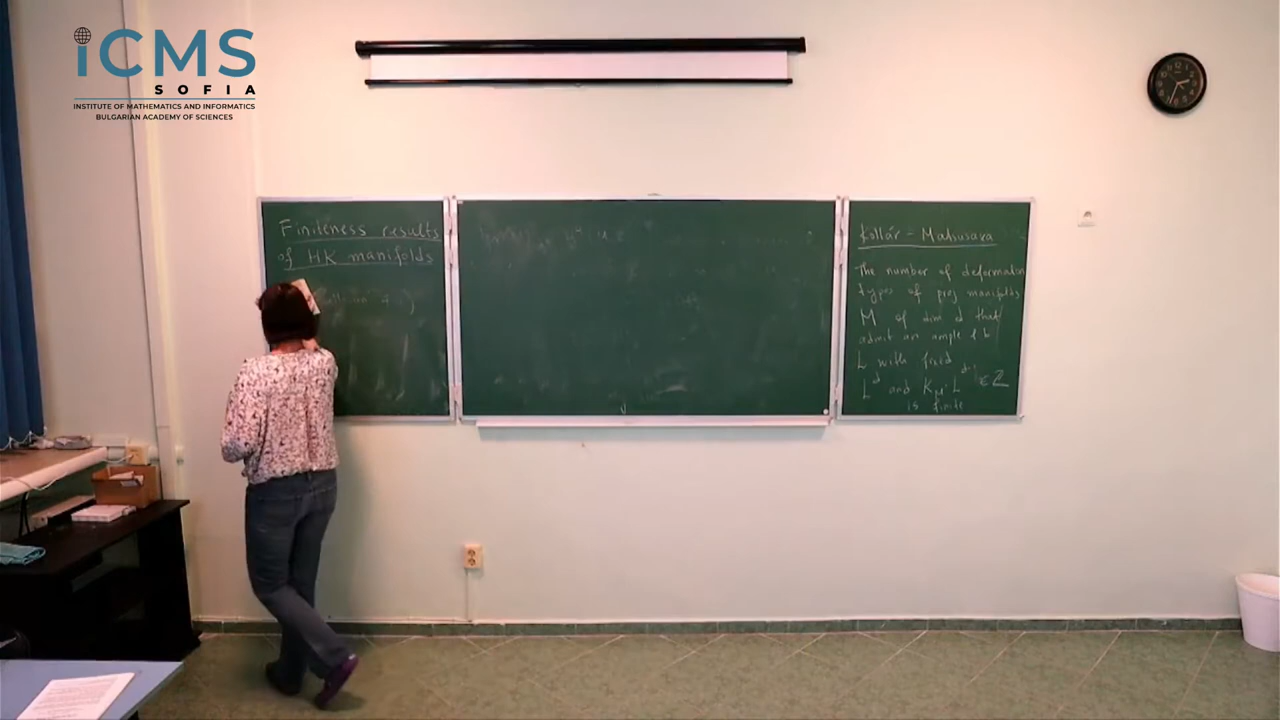 iCMS
SOFIA
INSTITUTE OF MATHEMATICS AND INFORMATICS
BULGARIAN ACADEMY OF SCIENCES
Finiteness results
of HK manifolds
Kollár - Matsusaka
The number of deformation
types of proj manifolds
M of dim d that
admit an ample l b
L with fixed
L^d and K_M · L^{d-1} ∈ ℤ
is finite